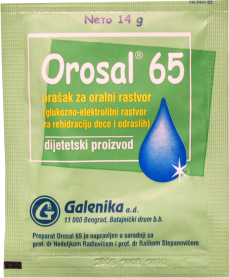 Neto 14 g
Orosal® 65
prašak za oralni rastvor
(glukozno-elektrolitni rastvor
za rehidraciju dece i odraslih)
dijetetski proizvod
Galenika a.d.
11 080 Beograd, Batajnički drum b.b.
Preparat Orosal 65 je napravljen u saradnji sa
prof. dr Nedeljkom Radlovićem i prof. dr Raškom Stepanovićem